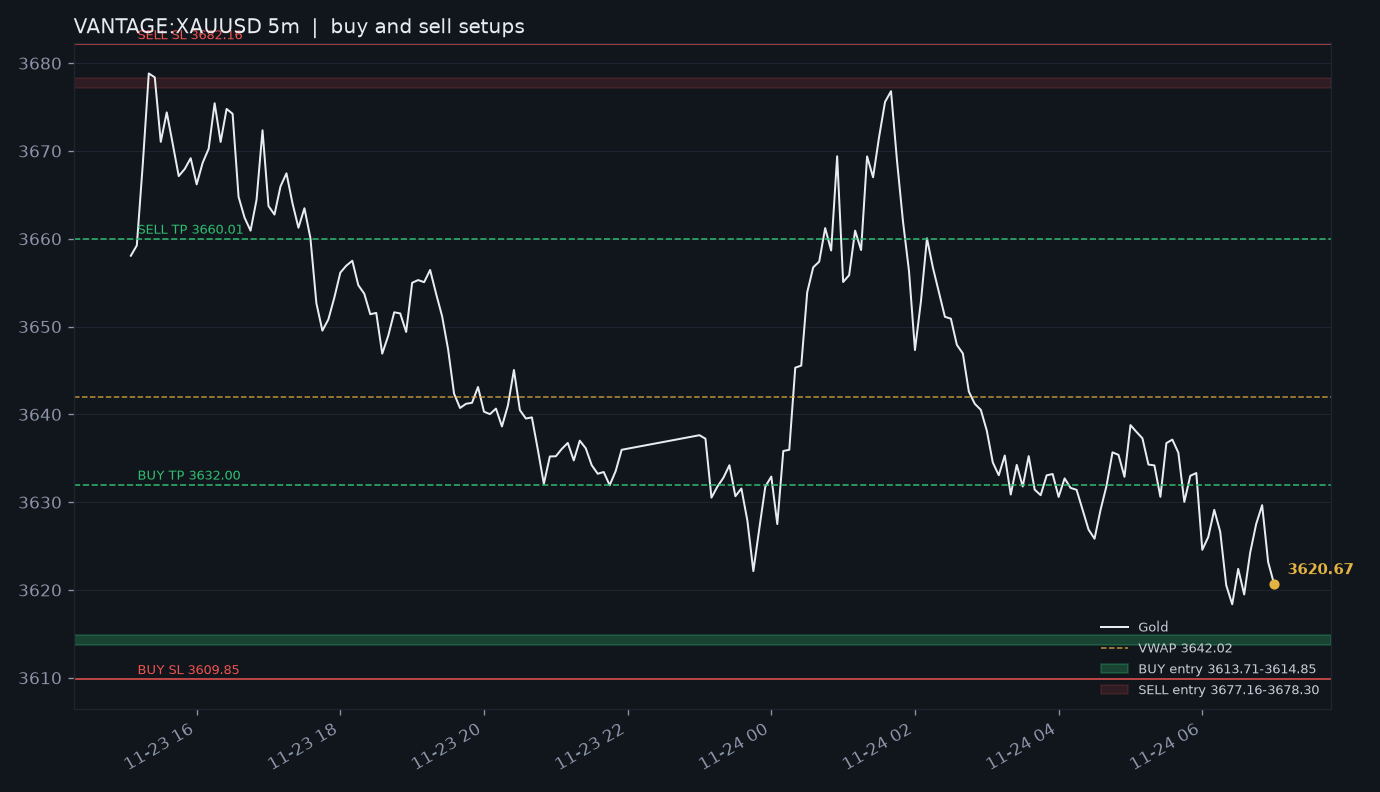 VANTAGE:XAUUSD 5m | buy and sell setups
SELL SL 3682.16
3680
3670
SELL TP 3660.01
3660
3650
3640
BUY TP 3632.00
3630
3620.67
3620
Gold
VWAP 3642.02
BUY entry 3613.71-3614.85
SELL entry 3677.16-3678.30
BUY SL 3609.85
3610
11-23 16
11-23 18
11-23 20
11-23 22
11-24 00
11-24 02
11-24 04
11-24 06